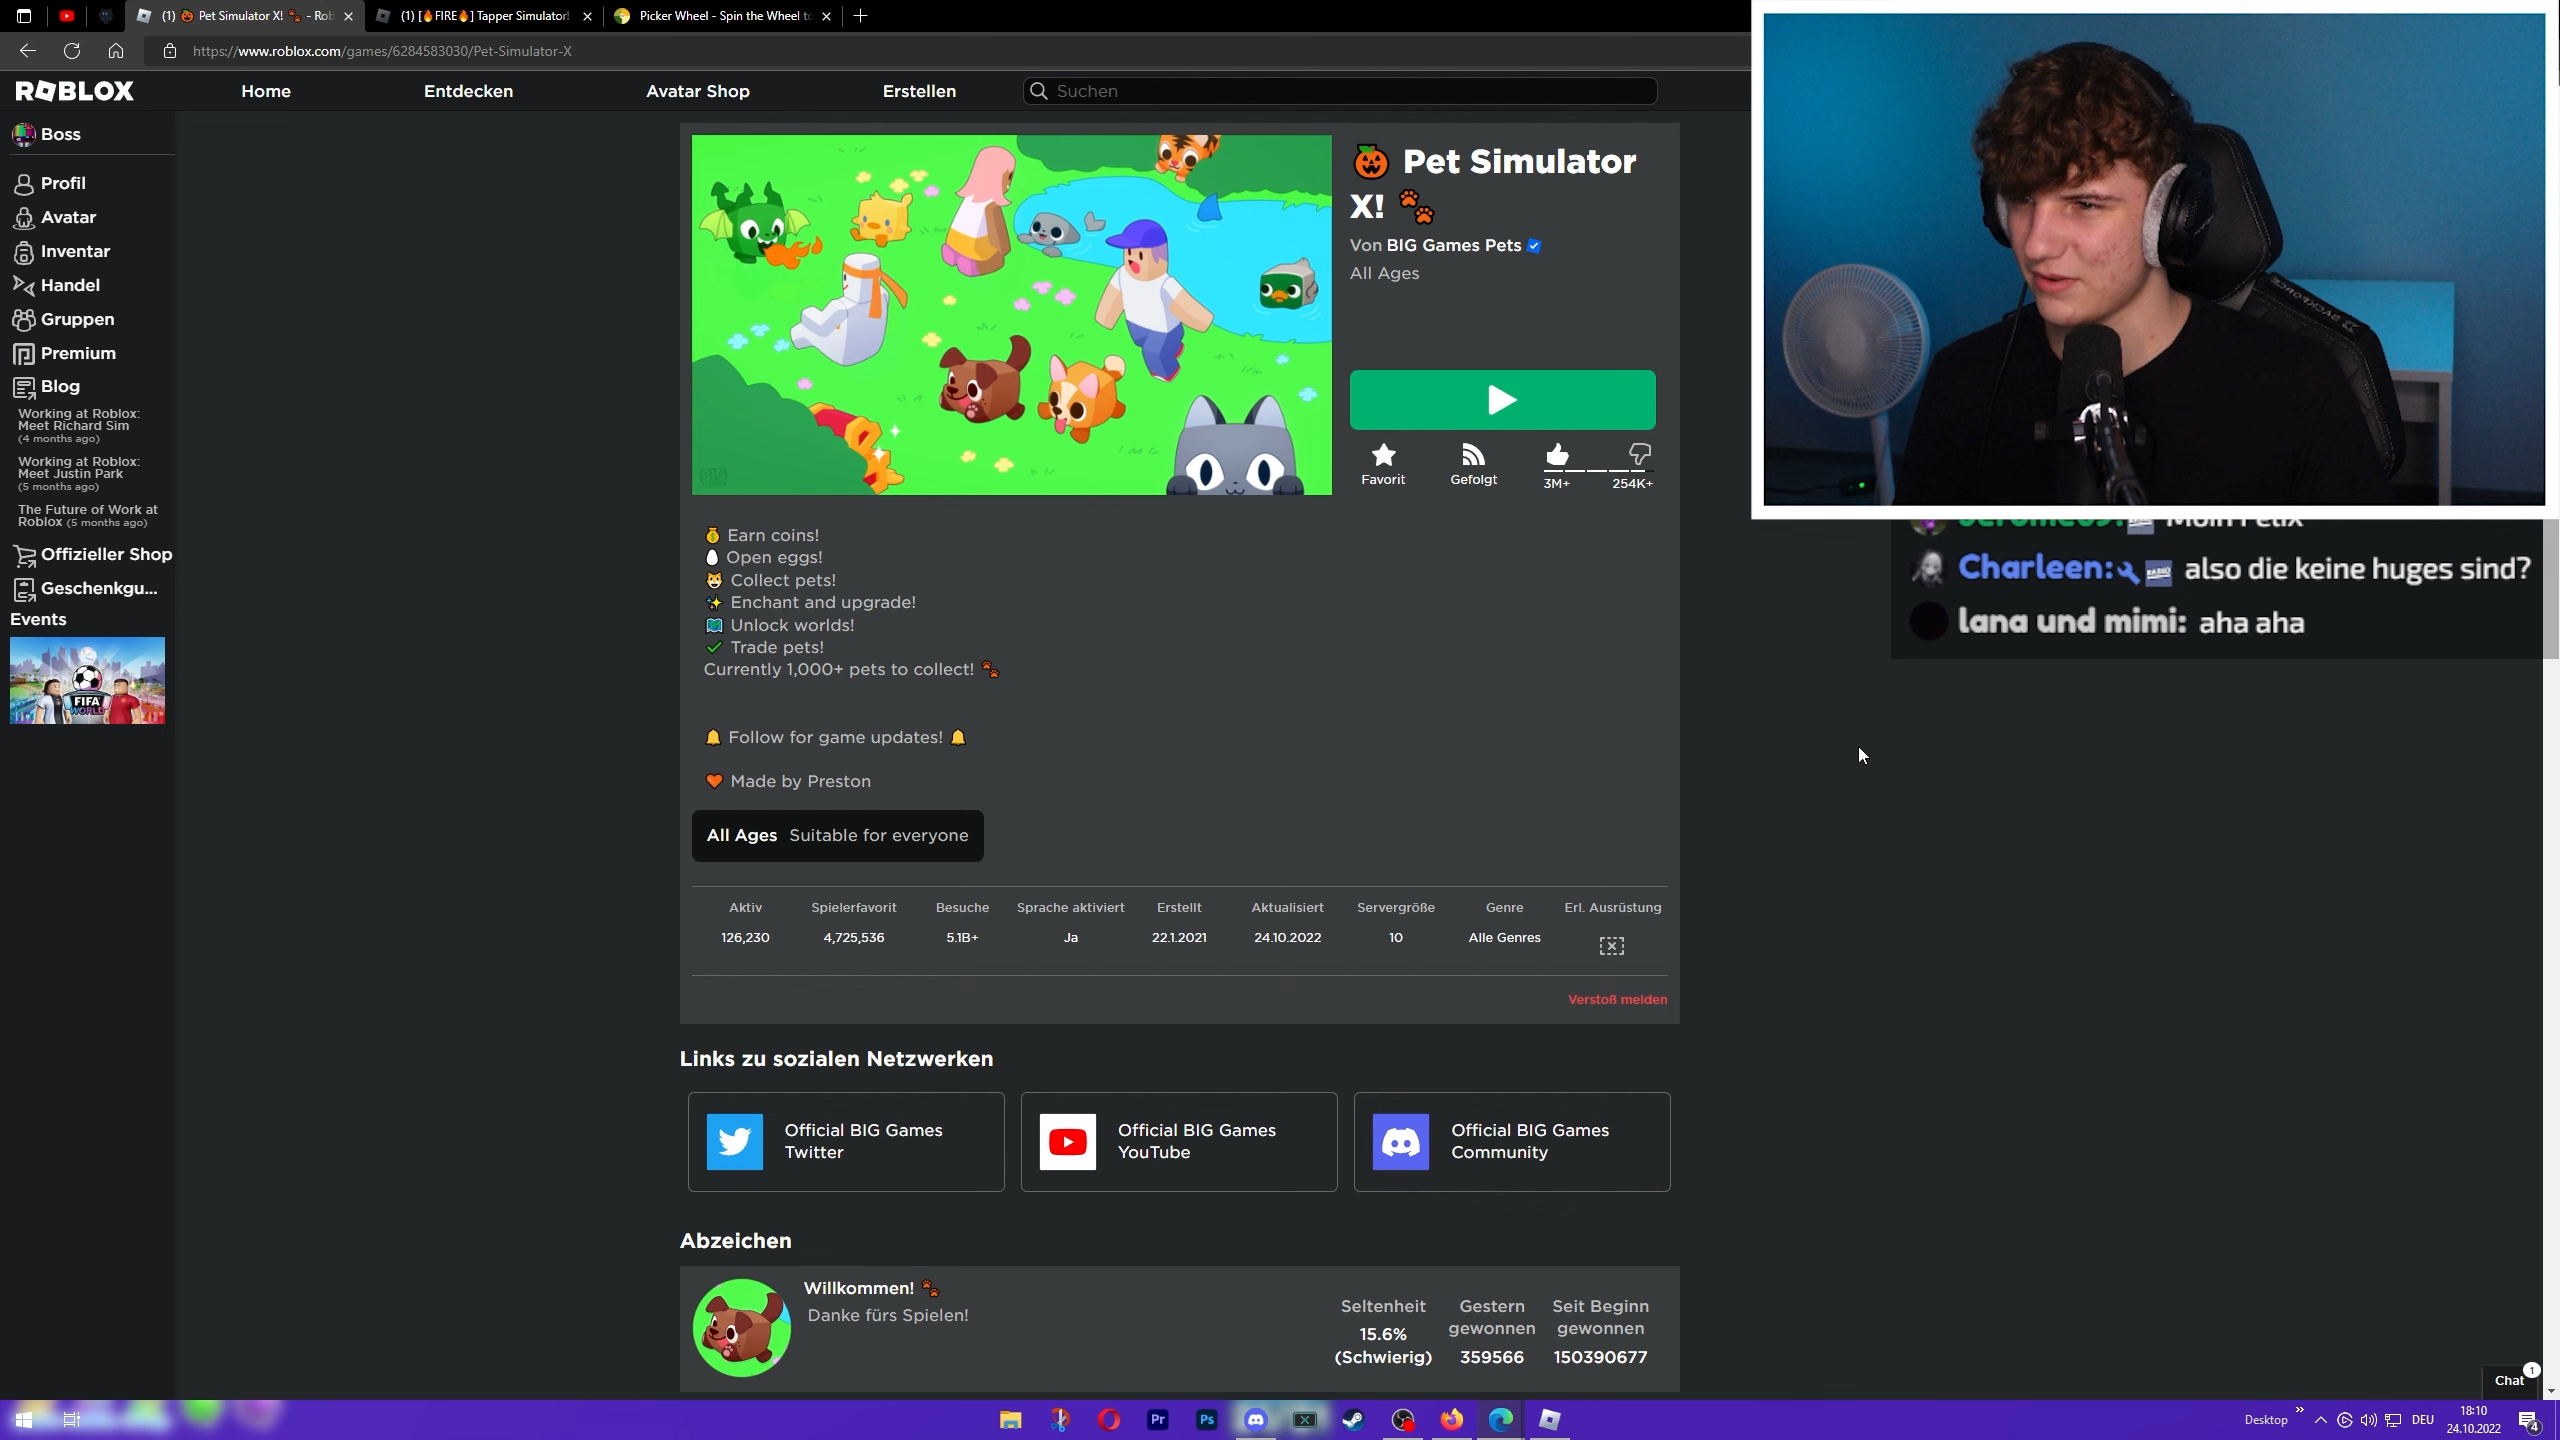 (1) 🎃 Pet Simulator X! 🐾 - Rob
(1) [🔥FIRE🔥] Tapper Simulator!
Picker Wheel - Spin the Wheel to
https://www.roblox.com/games/6284583030/Pet-Simulator-X
ROBLOX
Home
Entdecken
Avatar Shop
Erstellen
Suchen
Boss
Profil
Avatar
Inventar
Handel
Gruppen
Premium
Blog
Working at Roblox:
Meet Richard Sim
(4 months ago)
Working at Roblox:
Meet Justin Park
(5 months ago)
The Future of Work at
Roblox (5 months ago)
Offizieller Shop
Geschenkgu...
Events
FIFA
WORLD
🎃 Pet Simulator
X! 🐾
Von BIG Games Pets
All Ages
Favorit
Gefolgt
3M+
254K+
💰 Earn coins!
🥚 Open eggs!
😺 Collect pets!
✨ Enchant and upgrade!
🗺️ Unlock worlds!
✔️ Trade pets!
Currently 1,000+ pets to collect! 🐾
🔔 Follow for game updates! 🔔
🧡 Made by Preston
All Ages Suitable for everyone
Aktiv
126,230
Spielerfavorit
4,725,536
Besuche
5.1B+
Sprache aktiviert
Ja
Erstellt
22.1.2021
Aktualisiert
24.10.2022
Servergröße
10
Genre
Alle Genres
Erl. Ausrüstung
Verstoß melden
Links zu sozialen Netzwerken
Official BIG Games
Twitter
Official BIG Games
YouTube
Official BIG Games
Community
Abzeichen
Willkommen! 🐾
Danke fürs Spielen!
Seltenheit
15.6%
(Schwierig)
Gestern
gewonnen
359566
Seit Beginn
gewonnen
150390677
Moin Felix
Charleen: also die keine huges sind?
lana und mimi: aha aha
Chat
1
Pr
Ps
Desktop
DEU
18:10
24.10.2022
4